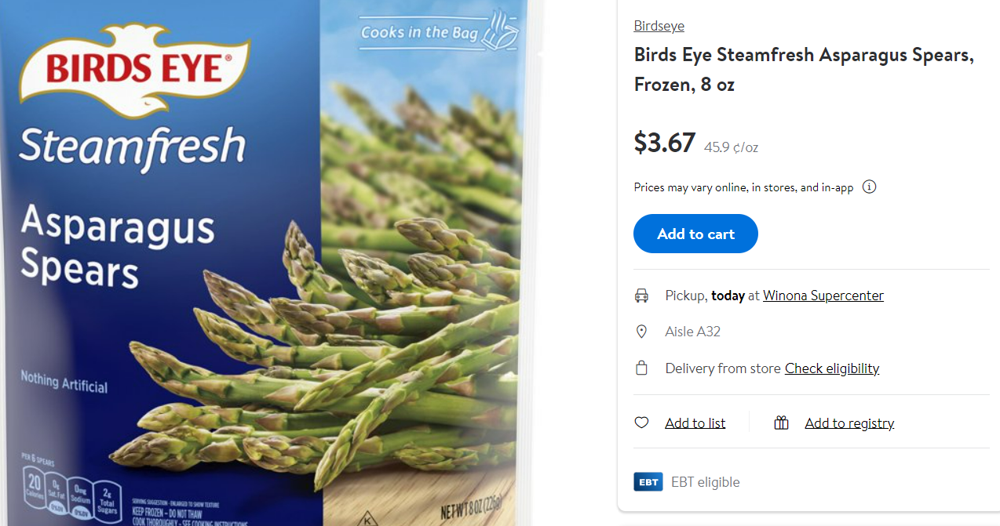 Cooks in the Bag
BIRDS EYE®
Steamfresh
Asparagus
Spears
Nothing Artificial
PER 6 SPEARS
20
Calories
0g
Sat. Fat
0% DV
0mg
Sodium
0% DV
2g
Total
Sugars
SERVING SUGGESTION - ENLARGED TO SHOW TEXTURE
KEEP FROZEN - DO NOT THAW
COOK THOROUGHLY - SEE COOKING INSTRUCTIONS
K
NET WT 8 OZ (226g)
Birdseye
Birds Eye Steamfresh Asparagus Spears,
Frozen, 8 oz
$3.67 45.9 ¢/oz
Prices may vary online, in stores, and in-app
Add to cart
Pickup, today at Winona Supercenter
Aisle A32
Delivery from store Check eligibility
Add to list
Add to registry
EBT EBT eligible